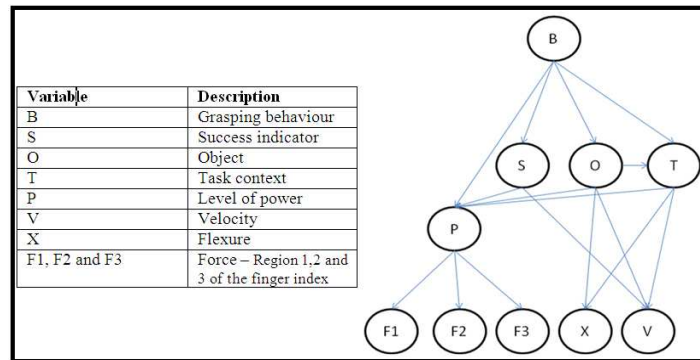 Variable Description
B Grasping behaviour
S Success indicator
O Object
T Task context
P Level of power
V Velocity
X Flexure
F1, F2 and F3 Force – Region 1,2 and
3 of the finger index
B
S O T
P
F1 F2 F3 X V